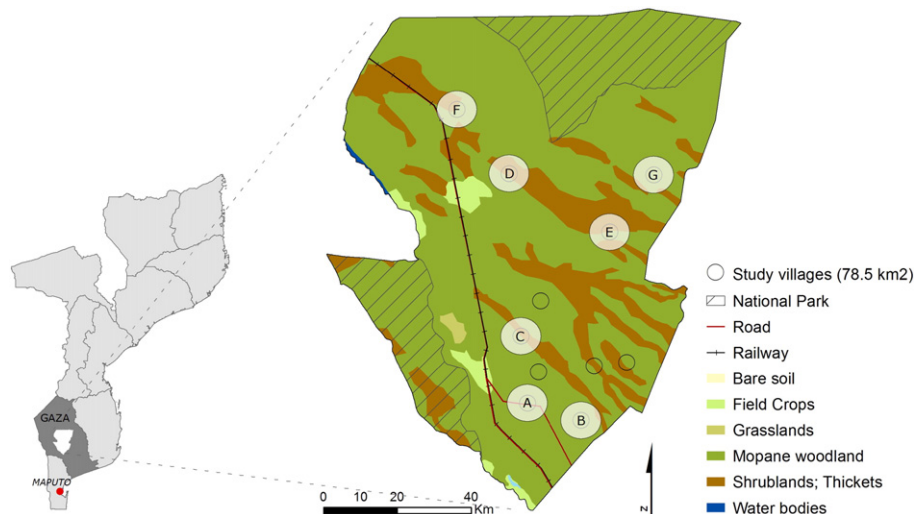 F
D
G
E
C
A
B
GAZA
MAPUTO
0 10 20 40
Km
N
Study villages (78.5 km2)
National Park
Road
Railway
Bare soil
Field Crops
Grasslands
Mopane woodland
Shrublands; Thickets
Water bodies